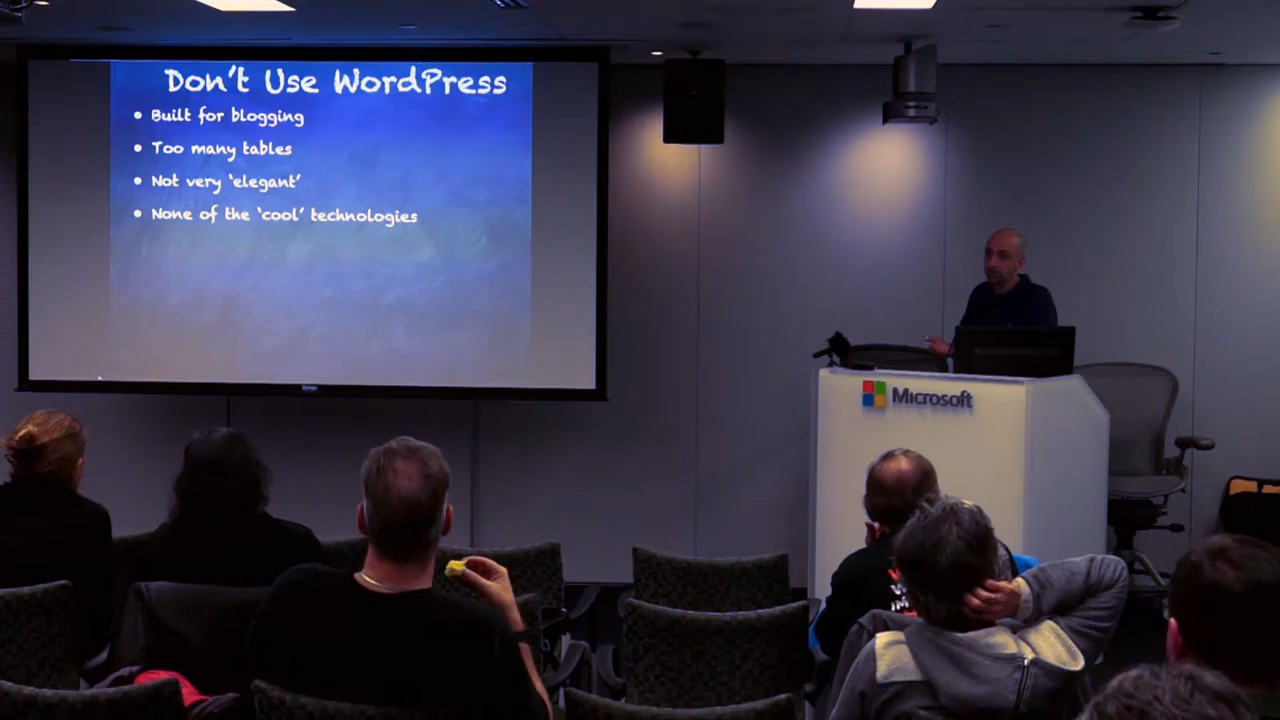 Don't Use WordPress
• Built for blogging
• Too many tables
• Not very 'elegant'
• None of the 'cool' technologies
Microsoft